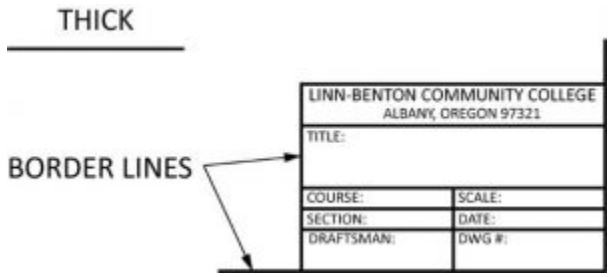 THICK
LINN-BENTON COMMUNITY COLLEGE
ALBANY, OREGON 97321
TITLE:
BORDER LINES
COURSE: SCALE:
SECTION: DATE:
DRAFTSMAN: DWG #: